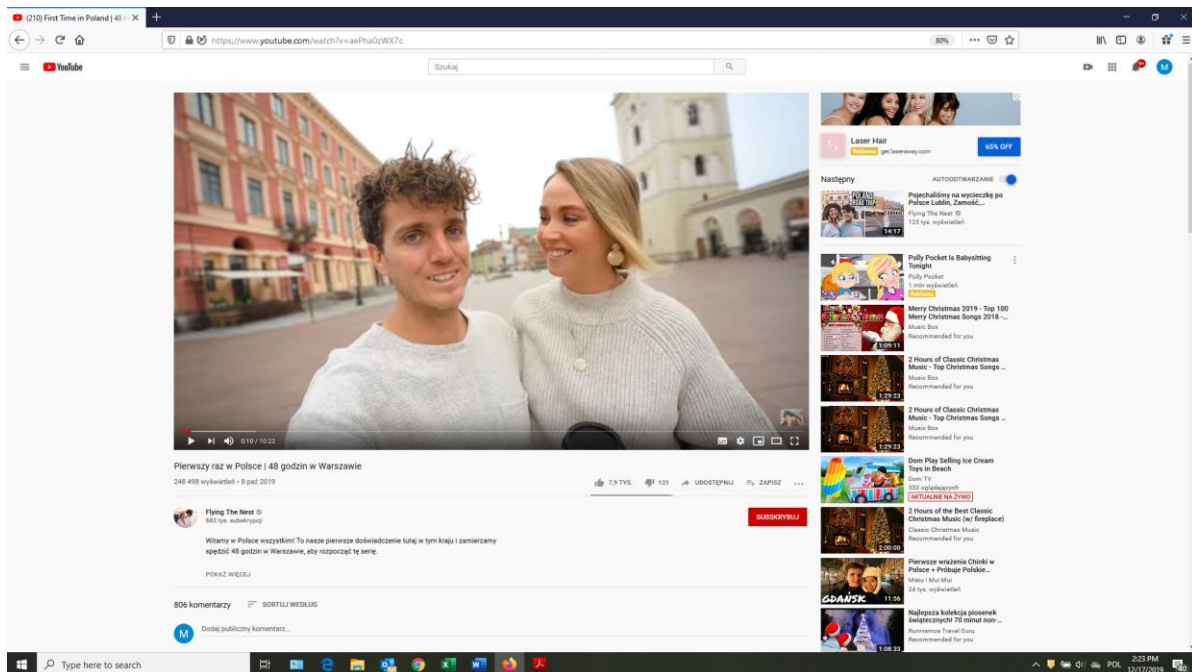 (210) First Time in Poland | 48 H
https://www.youtube.com/watch?v=aePha0zWX7c
80%
YouTube
Szukaj
9+
M
0:10 / 10:22
Pierwszy raz w Polsce | 48 godzin w Warszawie
248 498 wyświetleń • 8 paź 2019
7,9 TYS.
121
UDOSTĘPNIJ
ZAPISZ
Flying The Nest
683 tys. subskrypcji
SUBSKRYBUJ
Witamy w Polsce wszystkim! To nasze pierwsze doświadczenie tutaj w tym kraju i zamierzamy
spędzić 48 godzin w Warszawie, aby rozpocząć tę serię.
POKAŻ WIĘCEJ
806 komentarzy
SORTUJ WEDŁUG
M
Dodaj publiczny komentarz...
Laser Hair
Reklama get.laseraway.com
65% OFF
Następny
AUTOODTWARZANIE
POLAND
ROAD TRIP
14:17
Pojechaliśmy na wycieczkę po
Polsce Lublin, Zamość,...
Flying The Nest
123 tys. wyświetleń
Polly Pocket Is Babysitting
Tonight
Polly Pocket
1 mln wyświetleń
Reklama
1:09:11
Merry Christmas 2019 - Top 100
Merry Christmas Songs 2018 -...
Music Box
Recommended for you
1:29:23
2 Hours of Classic Christmas
Music - Top Christmas Songs ...
Music Box
Recommended for you
1:29:23
2 Hours of Classic Christmas
Music - Top Christmas Songs ...
Music Box
Recommended for you
Dom Play Selling Ice Cream
Toys in Beach
Dom TV
553 oglądających
AKTUALNIE NA ŻYWO
2:00:00
2 Hours of the Best Classic
Christmas Music (w/ fireplace)
Classic Christmas Music
Recommended for you
GDAŃSK
11:56
Pierwsze wrażenia Chinki w
Polsce + Próbuje Polskie...
Misiu i Mui Mui
24 tys. wyświetleń
1:08:33
Najlepsza kolekcja piosenek
świątecznych! 70 minut non-...
Runnismos Travel Guru
Recommended for you
Type here to search
POL
2:23 PM
12/17/2019